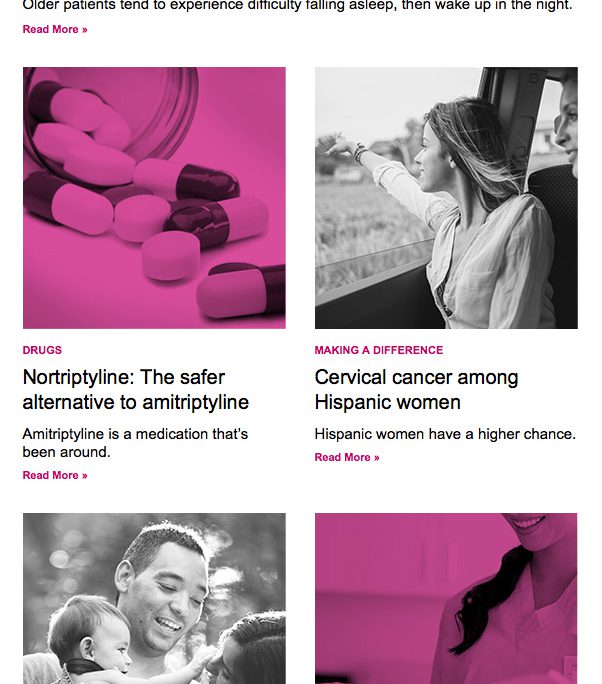 Older patients tend to experience difficulty falling asleep, then wake up in the night.
Read More »
DRUGS
Nortriptyline: The safer
alternative to amitriptyline
Amitriptyline is a medication that's
been around.
Read More »
MAKING A DIFFERENCE
Cervical cancer among
Hispanic women
Hispanic women have a higher chance.
Read More »